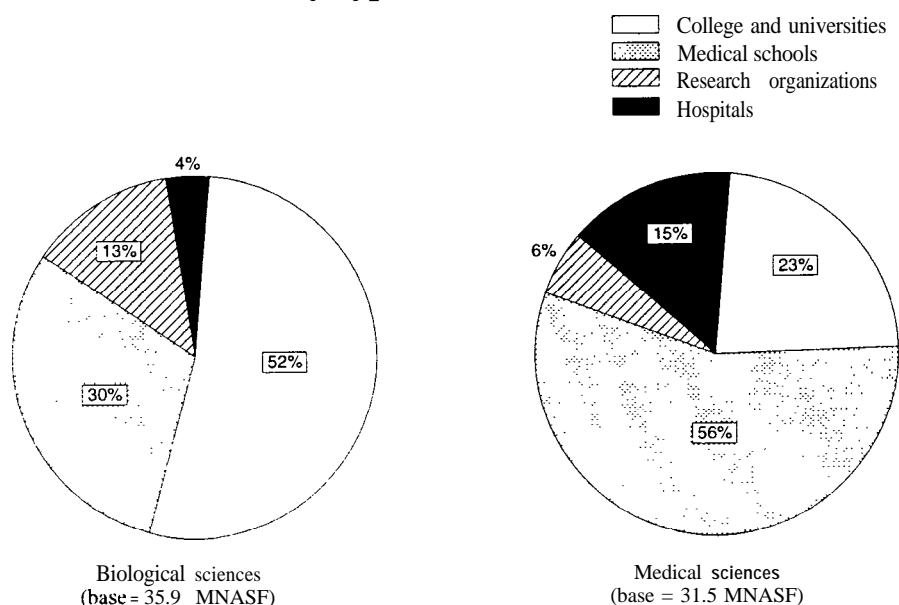 College and universities
Medical schools
Research organizations
Hospitals
4%
13%
52%
30%
15%
23%
6%
56%
Biological sciences
(base = 35.9 MNASF)
Medical sciences
(base = 31.5 MNASF)